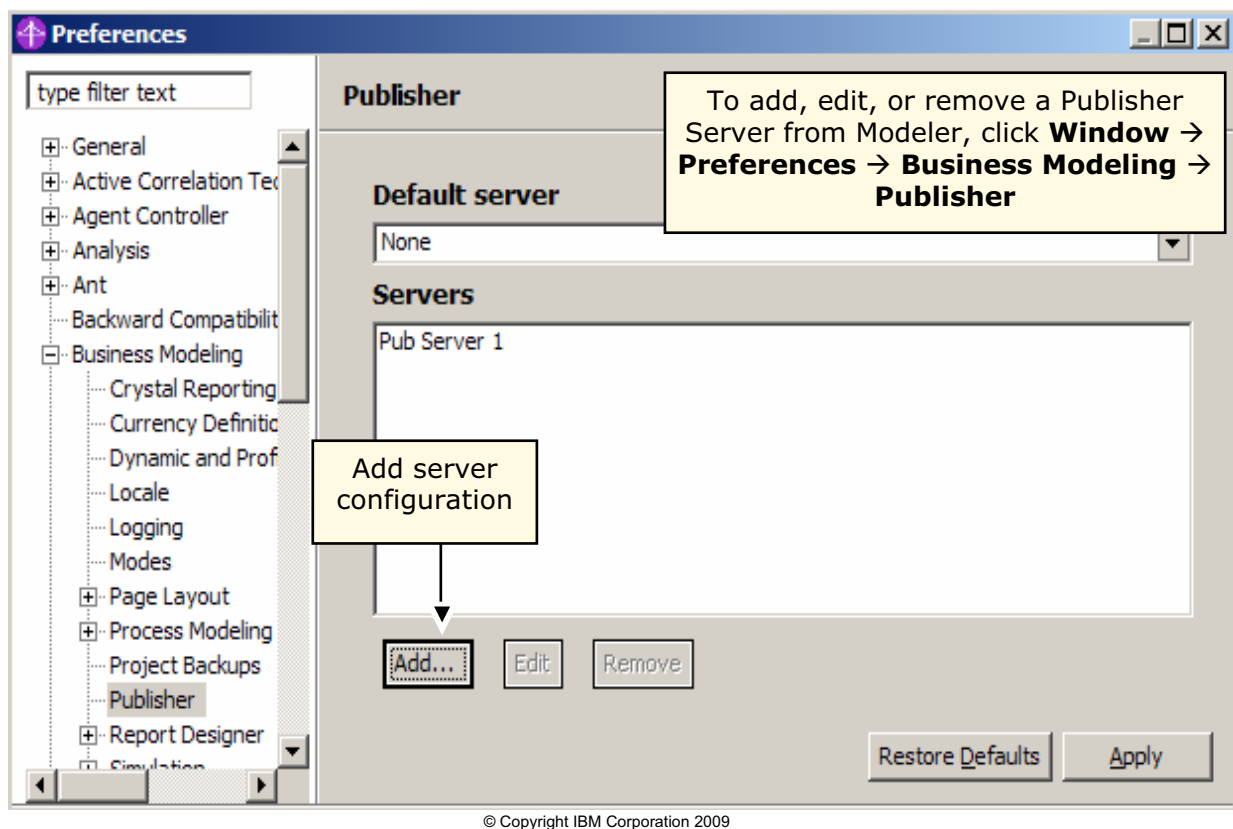 Preferences
type filter text
General
Active Correlation Tec
Agent Controller
Analysis
Ant
Backward Compatibilit
Business Modeling
Crystal Reporting
Currency Definitic
Dynamic and Prof
Locale
Logging
Modes
Page Layout
Process Modeling
Project Backups
Publisher
Report Designer
Simulation
Publisher
To add, edit, or remove a Publisher
Server from Modeler, click Window →
Preferences → Business Modeling →
Publisher
Default server
None
Servers
Pub Server 1
Add server
configuration
Add... Edit Remove
Restore Defaults Apply
© Copyright IBM Corporation 2009